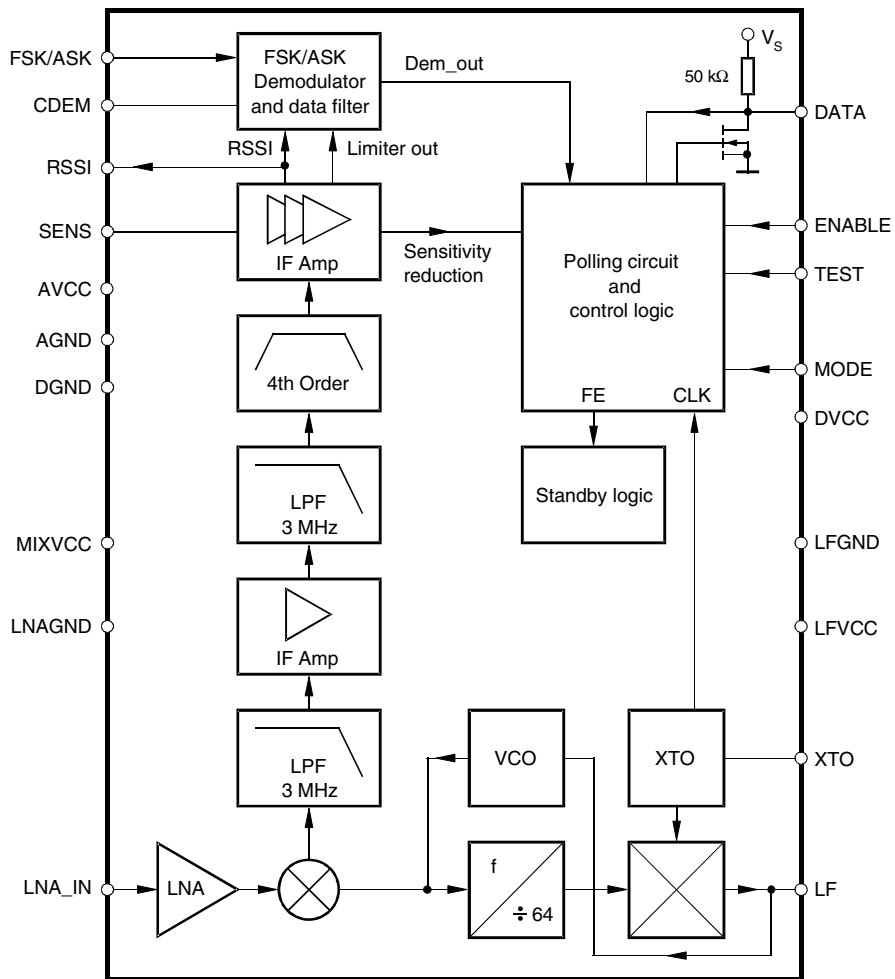 FSK/ASK
CDEM
RSSI
SENS
AVCC
AGND
DGND
MIXVCC
LNAGND
LNA_IN
FSK/ASK
Demodulator
and data filter
Dem_out
RSSI
Limiter out
IF Amp
Sensitivity
reduction
4th Order
LPF
3 MHz
IF Amp
LPF
3 MHz
LNA
VCO
f
÷ 64
XTO
Polling circuit
and
control logic
FE
CLK
Standby logic
VS
50 kΩ
DATA
ENABLE
TEST
MODE
DVCC
LFGND
LFVCC
XTO
LF